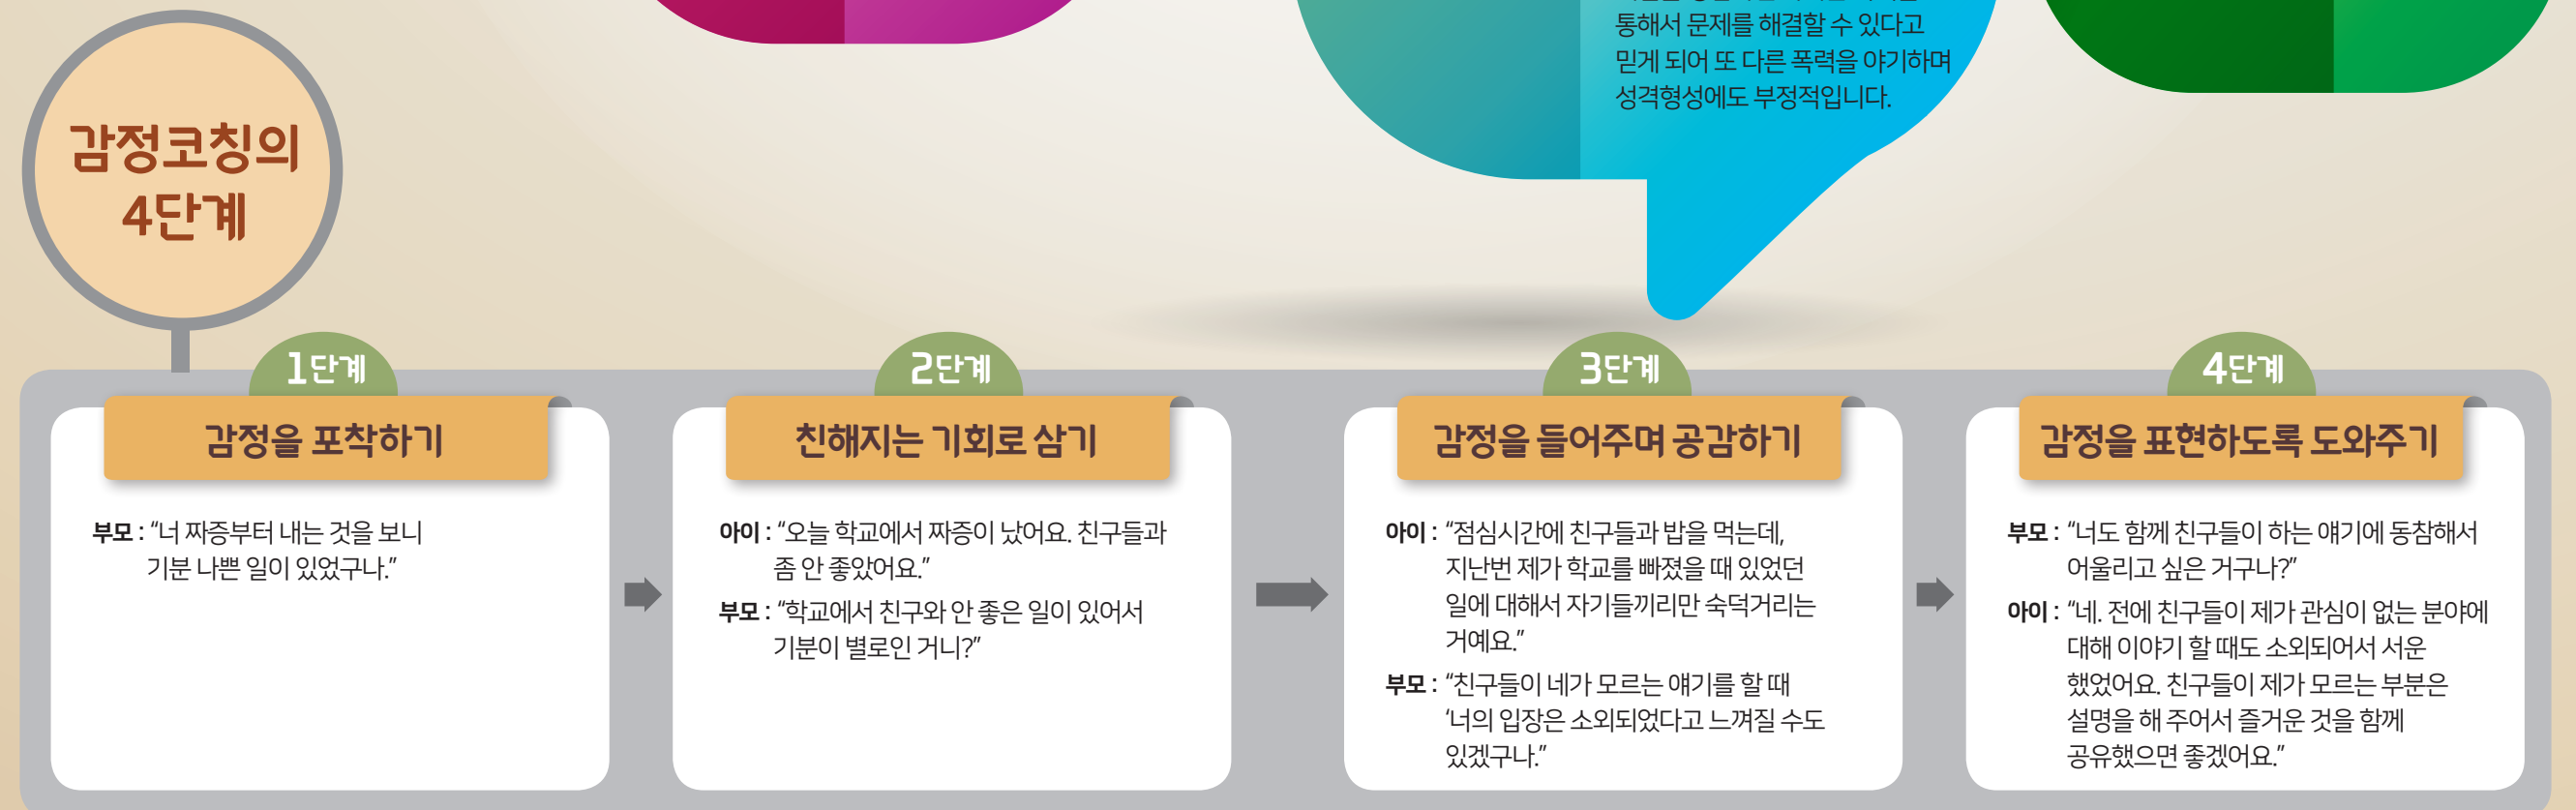 통해서 문제를 해결할 수 있다고
믿게 되어 또 다른 폭력을 야기하며
성격형성에도 부정적입니다.
감정코칭의
4단계
1단계
감정을 포착하기
부모 : “너 짜증부터 내는 것을 보니
기분 나쁜 일이 있었구나.”
2단계
친해지는 기회로 삼기
아이 : “오늘 학교에서 짜증이 났어요. 친구들과
좀 안 좋았어요.”
부모 : “학교에서 친구와 안 좋은 일이 있어서
기분이 별로인 거니?”
3단계
감정을 들어주며 공감하기
아이 : “점심시간에 친구들과 밥을 먹는데,
지난번 제가 학교를 빠졌을 때 있었던
일에 대해서 자기들끼리만 숙덕거리는
거예요.”
부모 : “친구들이 네가 모르는 얘기를 할 때
‘너의 입장은 소외되었다고 느껴질 수도
있겠구나.”
4단계
감정을 표현하도록 도와주기
부모 : “너도 함께 친구들이 하는 얘기에 동참해서
어울리고 싶은 거구나?”
아이 : “네. 전에 친구들이 제가 관심이 없는 분야에
대해 이야기 할 때도 소외되어서 서운
했었어요. 친구들이 제가 모르는 부분은
설명을 해 주어서 즐거운 것을 함께
공유했으면 좋겠어요.”